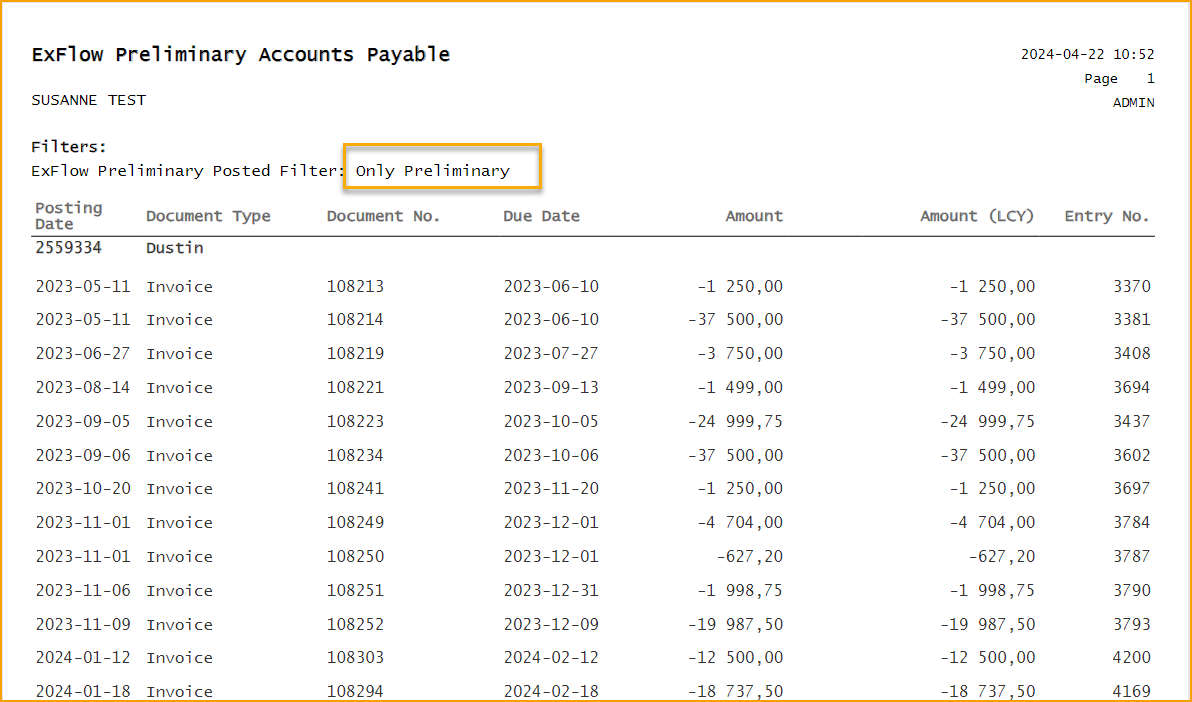 ExFlow Preliminary Accounts Payable 2024-04-22 10:52
Page 1
SUSANNE TEST ADMIN
Filters:
ExFlow Preliminary Posted Filter: Only Preliminary
Posting Date Document Type Document No. Due Date Amount Amount (LCY) Entry No.
2559334 Dustin
2023-05-11 Invoice 108213 2023-06-10 -1 250,00 -1 250,00 3370
2023-05-11 Invoice 108214 2023-06-10 -37 500,00 -37 500,00 3381
2023-06-27 Invoice 108219 2023-07-27 -3 750,00 -3 750,00 3408
2023-08-14 Invoice 108221 2023-09-13 -1 499,00 -1 499,00 3694
2023-09-05 Invoice 108223 2023-10-05 -24 999,75 -24 999,75 3437
2023-09-06 Invoice 108234 2023-10-06 -37 500,00 -37 500,00 3602
2023-10-20 Invoice 108241 2023-11-20 -1 250,00 -1 250,00 3697
2023-11-01 Invoice 108249 2023-12-01 -4 704,00 -4 704,00 3784
2023-11-01 Invoice 108250 2023-12-01 -627,20 -627,20 3787
2023-11-06 Invoice 108251 2023-12-31 -1 998,75 -1 998,75 3790
2023-11-09 Invoice 108252 2023-12-09 -19 987,50 -19 987,50 3793
2024-01-12 Invoice 108303 2024-02-12 -12 500,00 -12 500,00 4200
2024-01-18 Invoice 108294 2024-02-18 -18 737,50 -18 737,50 4169